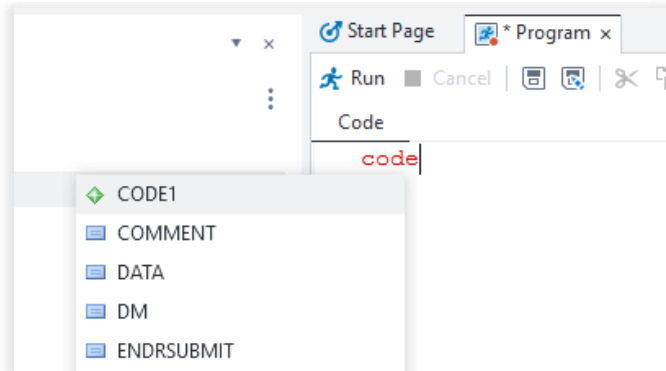 Start Page
* Program ×
Run Cancel
Code
code
CODE1
COMMENT
DATA
DM
ENDRSUBMIT